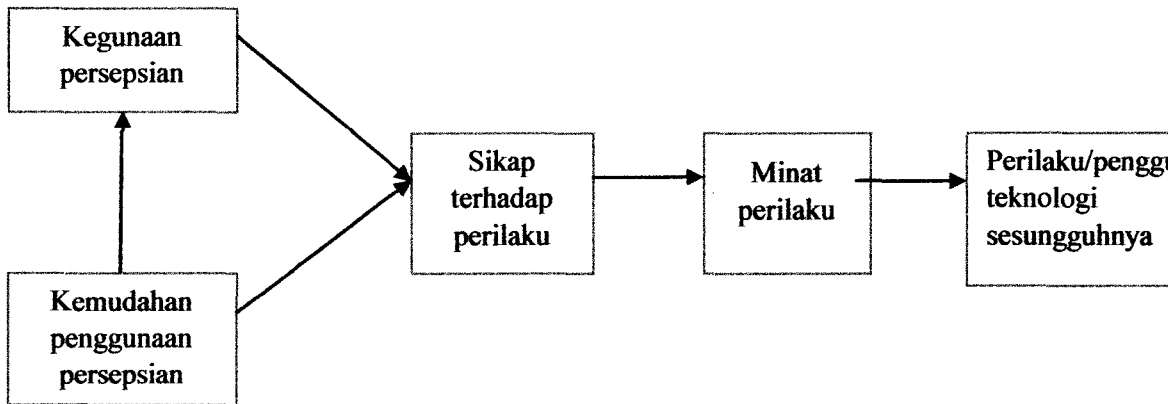 Kegunaan
persepsian
Sikap
terhadap
perilaku
Minat
perilaku
teknologi
sesungguhnya
Kemudahan
penggunaan
persepsian